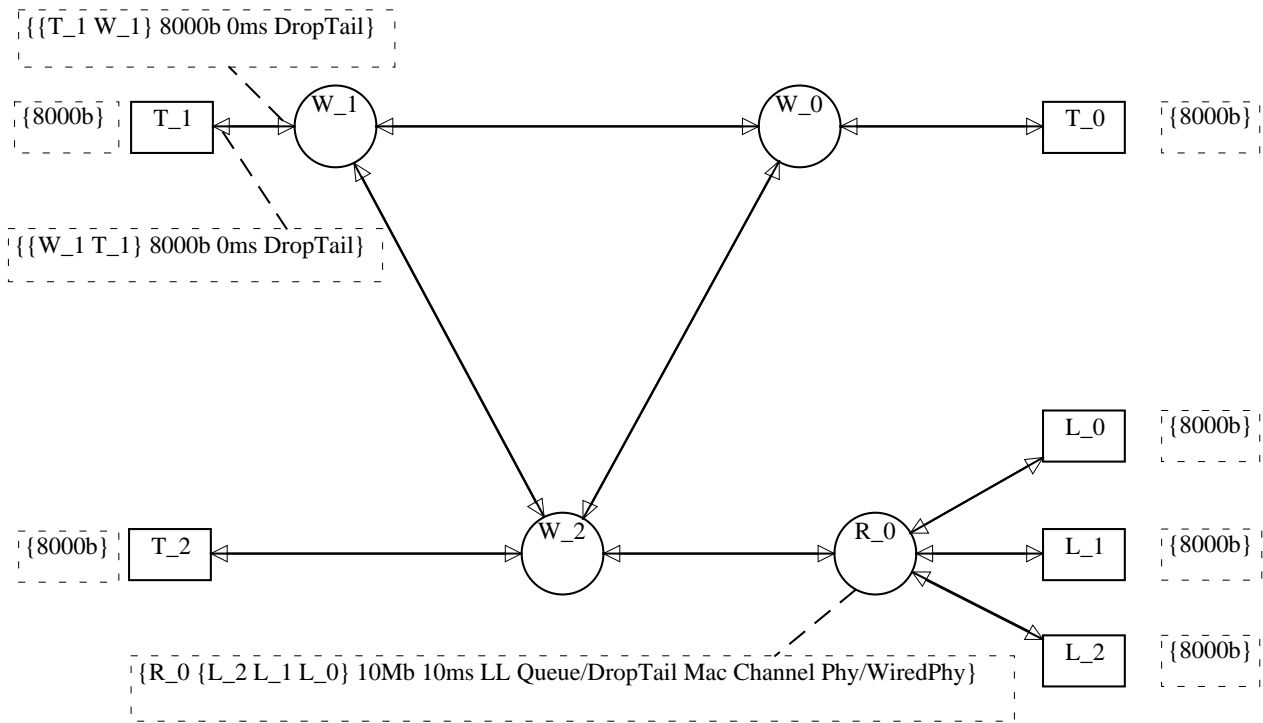 {{T_1 W_1} 8000b 0ms DropTail}
{8000b}
T_1
W_1
W_0
T_0
{8000b}
{{W_1 T_1} 8000b 0ms DropTail}
L_0
{8000b}
{8000b}
T_2
W_2
R_0
L_1
{8000b}
L_2
{8000b}
{R_0 {L_2 L_1 L_0} 10Mb 10ms LL Queue/DropTail Mac Channel Phy/WiredPhy}